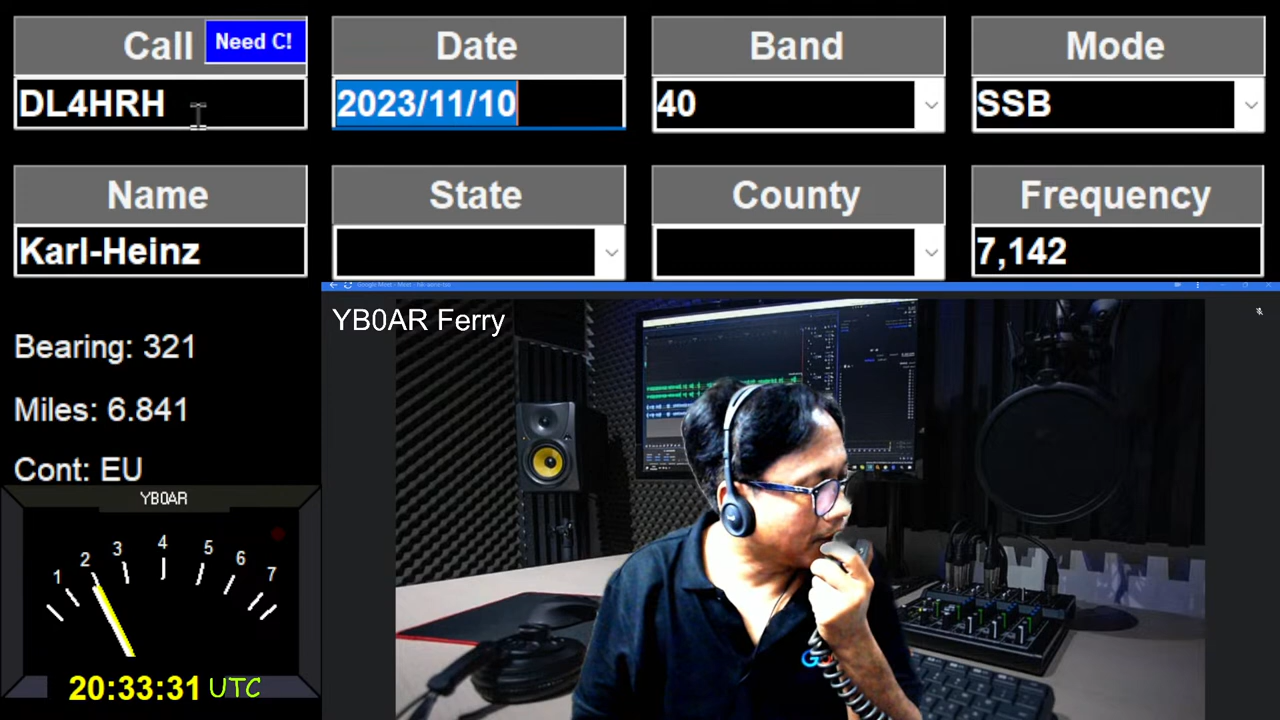 Call Need C! Date Band Mode
DL4HRH 2023/11/10 40 SSB
Name State County Frequency
Karl-Heinz 7,142
YB0AR Ferry
Bearing: 321
Miles: 6.841
Cont: EU
YB0AR
1 2 3 4 5 6 7
20:33:31 UTC